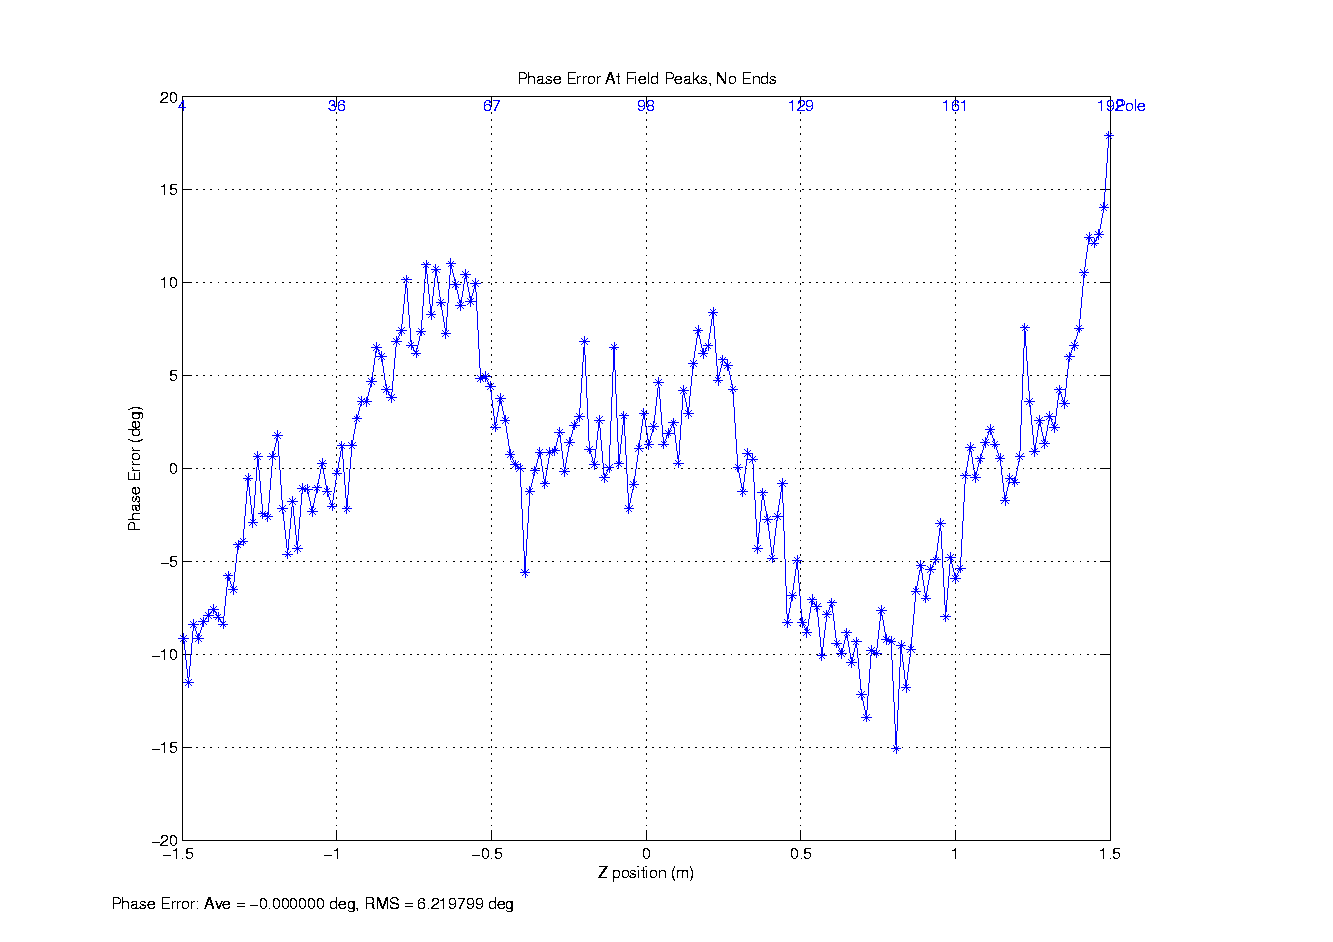 Phase Error At Field Peaks, No Ends
4 36 67 98 129 161 192 Pole
20
15
10
5
0
−5
−10
−15
−20
Phase Error (deg)
−1.5 −1 −0.5 0 0.5 1 1.5
Z position (m)
Phase Error: Ave = −0.000000 deg, RMS = 6.219799 deg